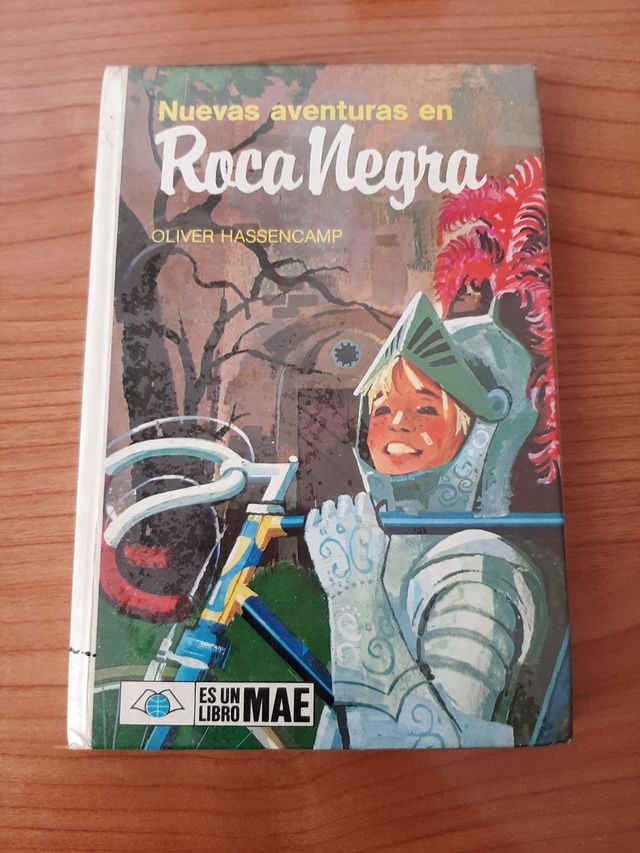 Nuevas aventuras en
Roca Negra
OLIVER HASSENCAMP
ES UN
LIBRO MAE